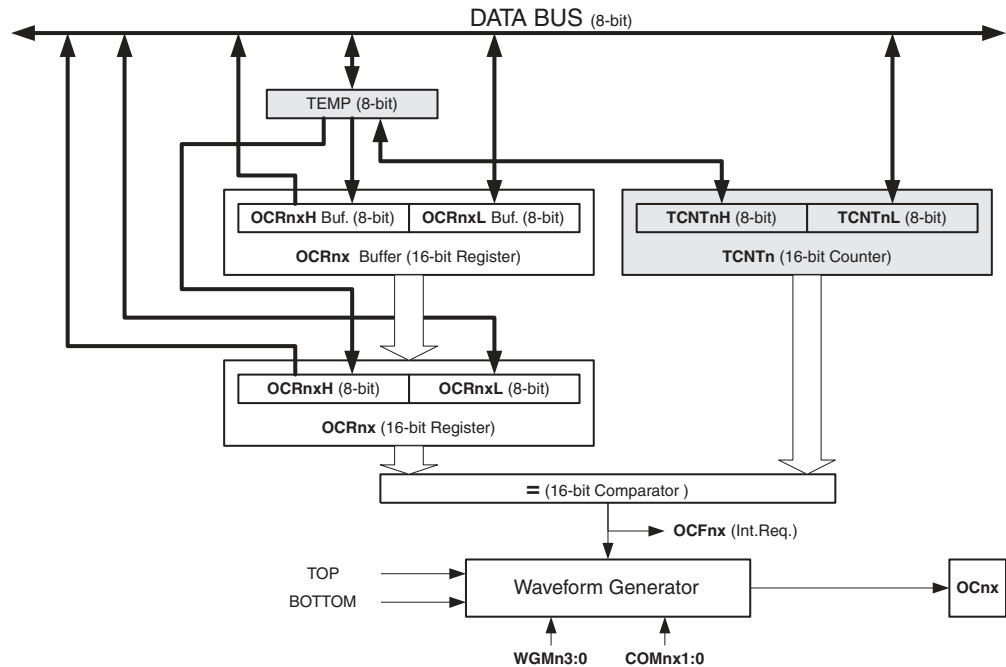 DATA BUS (8-bit)
TEMP (8-bit)
OCRnxH Buf. (8-bit)
OCRnxL Buf. (8-bit)
OCRnx Buffer (16-bit Register)
TCNTnH (8-bit)
TCNTnL (8-bit)
TCNTn (16-bit Counter)
OCRnxH (8-bit)
OCRnxL (8-bit)
OCRnx (16-bit Register)
= (16-bit Comparator )
OCFnx (Int.Req.)
TOP
BOTTOM
Waveform Generator
OCnx
WGMn3:0
COMnx1:0